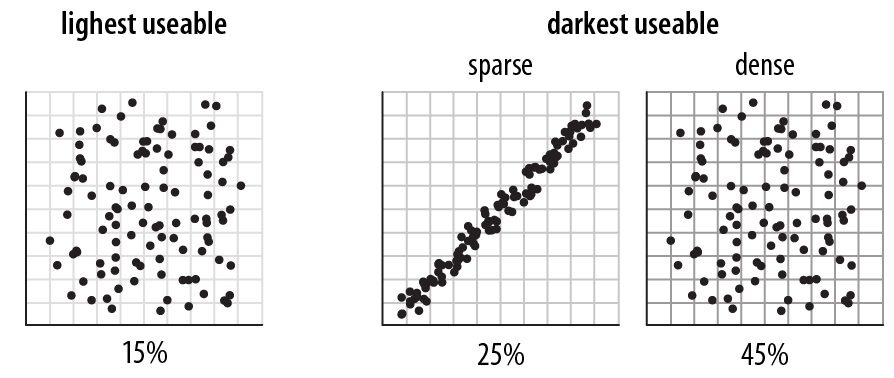 lighest useable
darkest useable
sparse
dense
15%
25%
45%